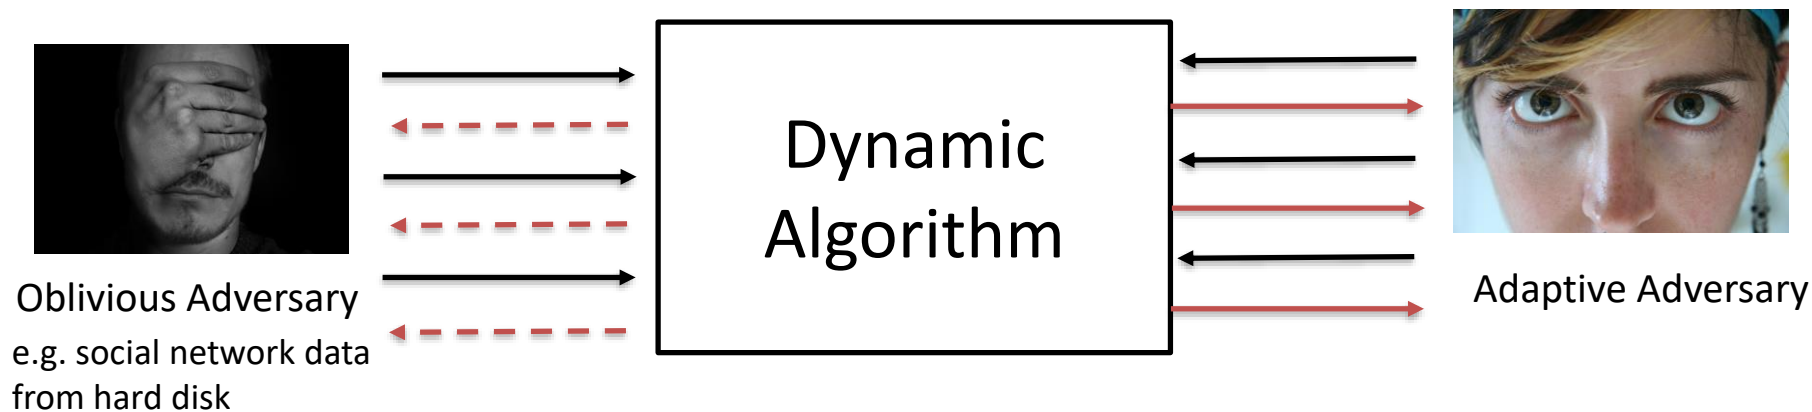 Dynamic
Algorithm
Oblivious Adversary
e.g. social network data
from hard disk
Adaptive Adversary